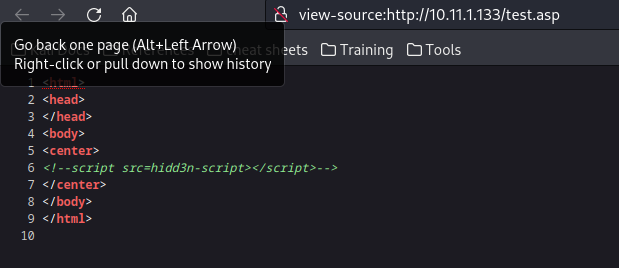 view-source:http://10.11.1.133/test.asp
Go back one page (Alt+Left Arrow)
Right-click or pull down to show history
cheat sheets
Training
Tools
1 <html>
2 <head>
3 </head>
4 <body>
5 <center>
6 <!--script src=hidd3n-script></script>-->
7 </center>
8 </body>
9 </html>
10